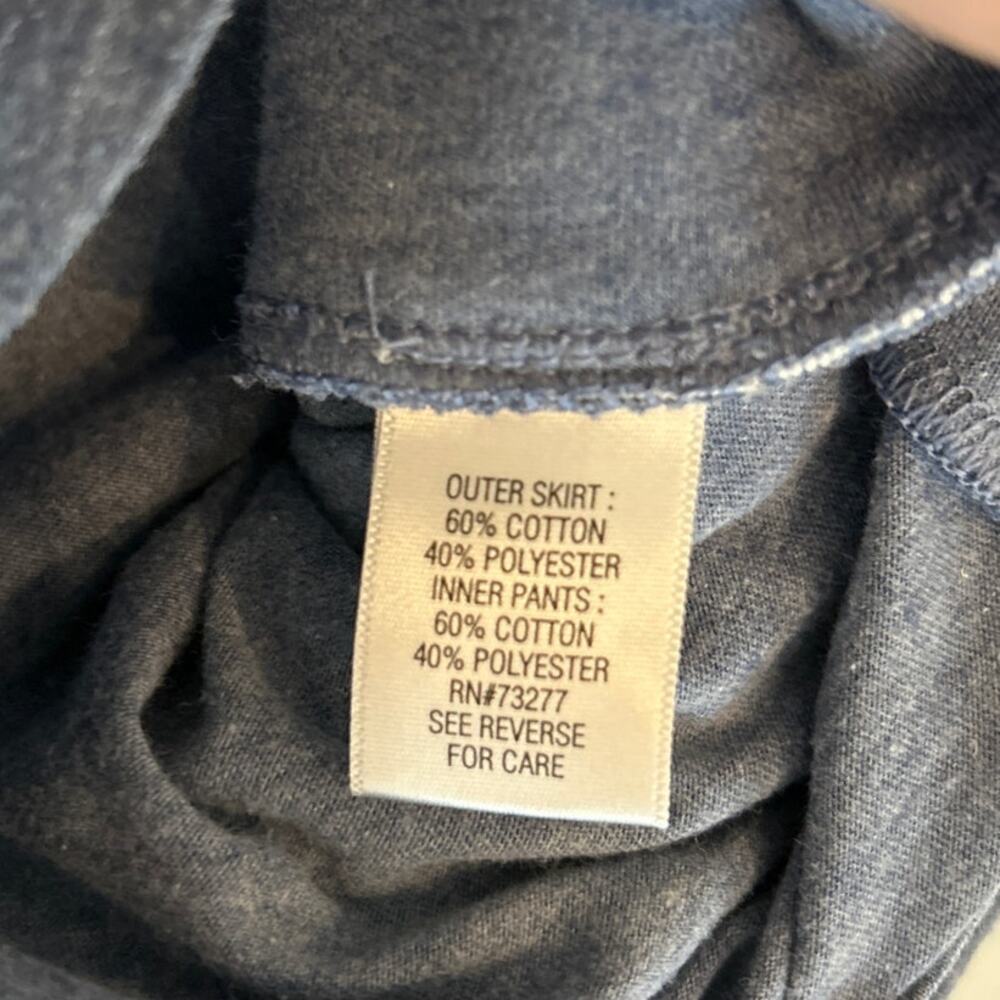 OUTER SKIRT :
60% COTTON
40% POLYESTER
INNER PANTS :
60% COTTON
40% POLYESTER
RN#73277
SEE REVERSE
FOR CARE